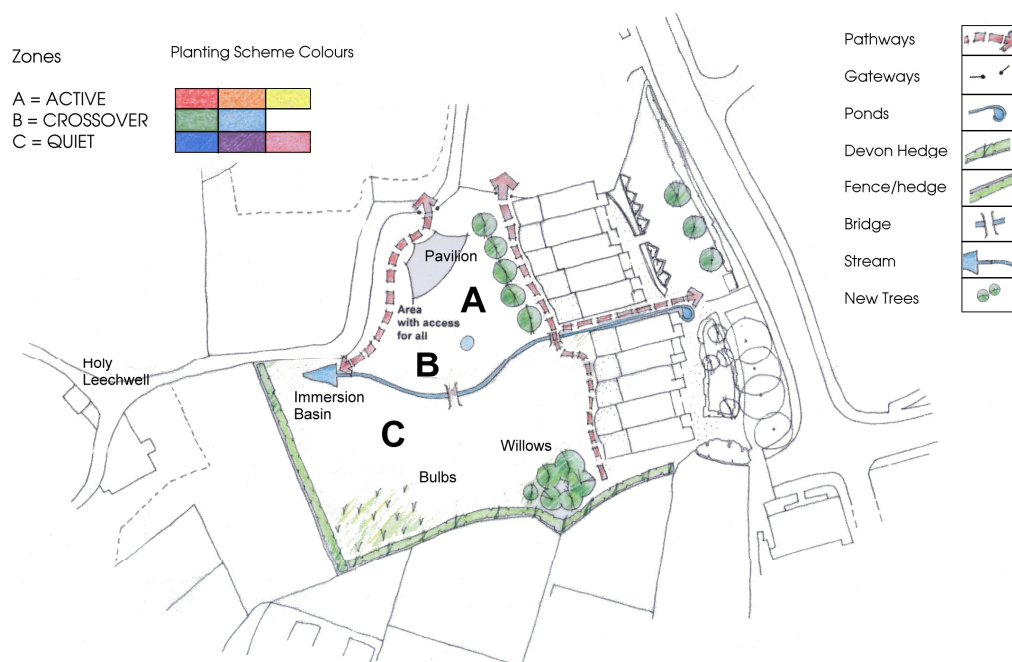 Zones
Planting Scheme Colours
A = ACTIVE
B = CROSSOVER
C = QUIET
Pathways
Gateways
Ponds
Devon Hedge
Fence/hedge
Bridge
Stream
New Trees
Pavilion
A
Area
with access
for all
B
Holy
Leechwell
Immersion
Basin
C
Willows
Bulbs